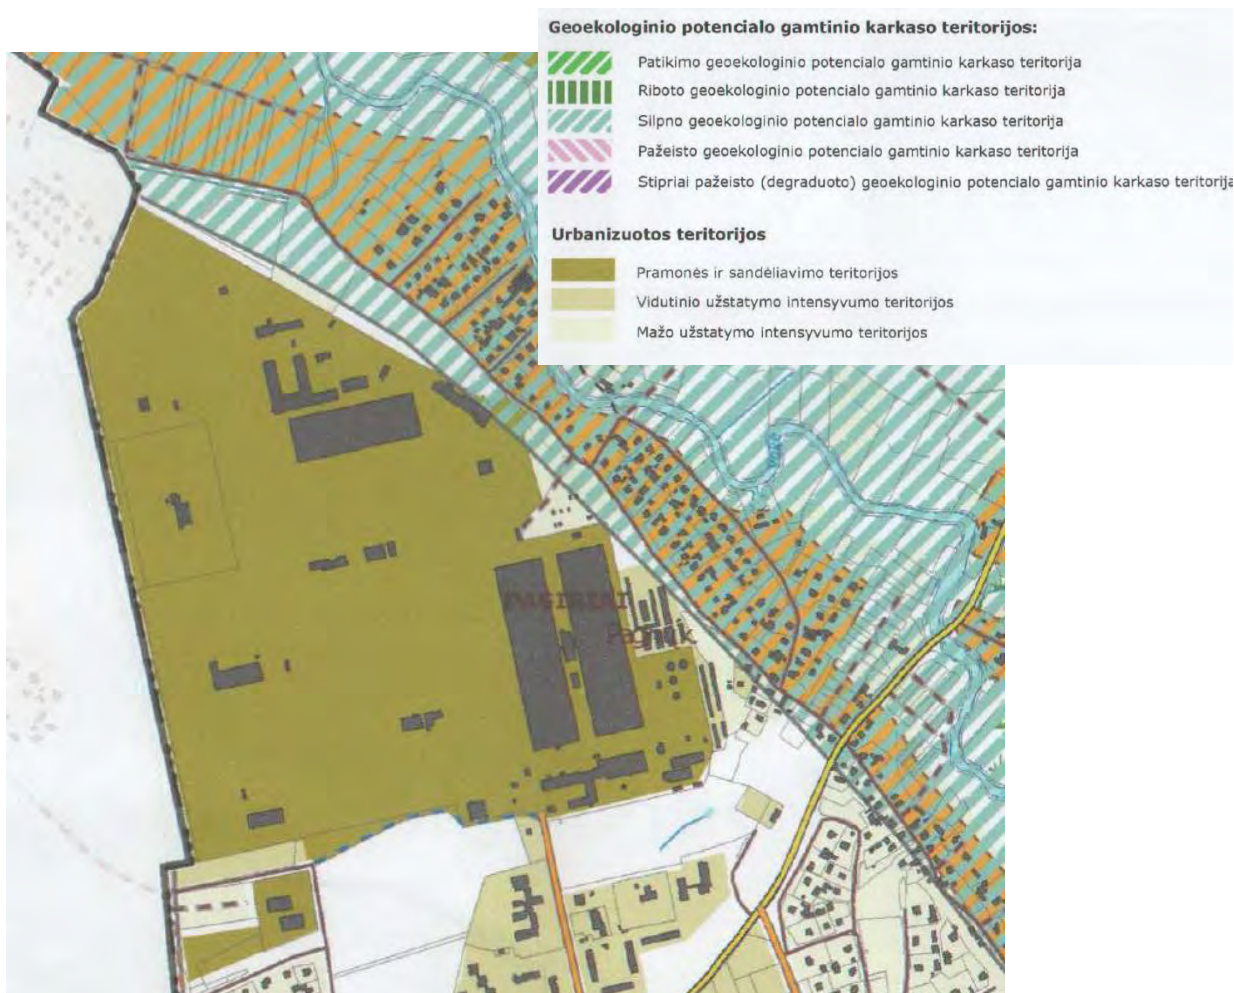 Geoekologinio potencialo gamtinio karkaso teritorijos:
Patikimo geoekologinio potencialo gamtinio karkaso teritorija
Riboto geoekologinio potencialo gamtinio karkaso teritorija
Silpno geoekologinio potencialo gamtinio karkaso teritorija
Pažeisto geoekologinio potencialo gamtinio karkaso teritorija
Stipriai pažeisto (degraduoto) geoekologinio potencialo gamtinio karkaso teritorija
Urbanizuotos teritorijos
Pramonės ir sandėliavimo teritorijos
Vidutinio užstatymo intensyvumo teritorijos
Mažo užstatymo intensyvumo teritorijos